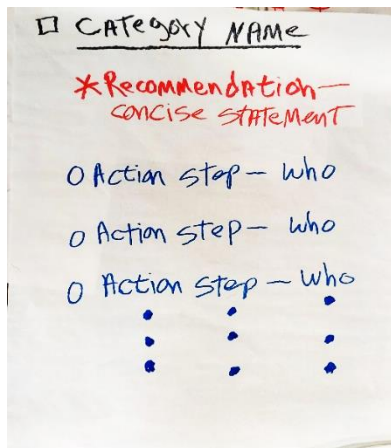 □ CATEGORY NAME
*Recommendation—
concise STATEMENT
O Action step — who
O Action step — who
O Action step — who